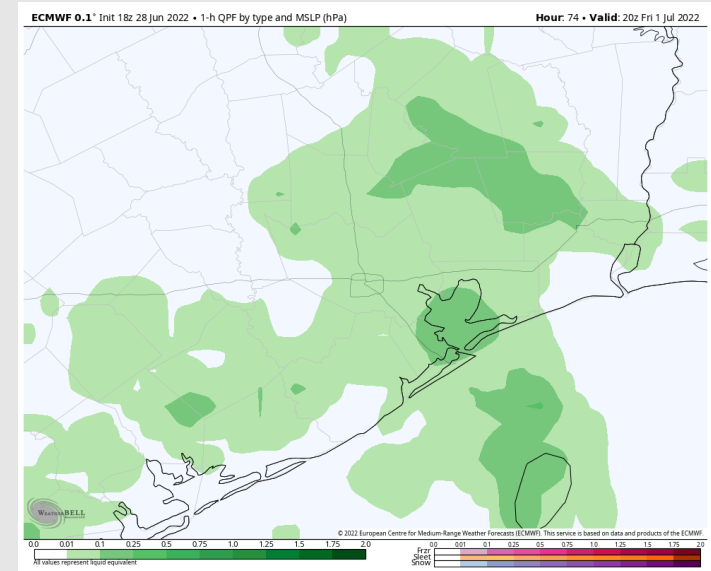 ECMWF 0.1° Init 18z 28 Jun 2022 • 1-h QPF by type and MSLP (hPa)
Hour: 74 • Valid: 20z Fri 1 Jul 2022
WEATHERBELL
© 2022 European Centre for Medium-Range Weather Forecasts (ECMWF). This service is based on data and products of the ECMWF.
0.0 0.01 0.1 0.25 0.5 0.75 1.0 1.25 1.5 1.75 2.0
All values represent liquid equivalent
0.0 0.01 0.1 0.25 0.5 0.75 1.0 1.25 1.5 1.75 2.0
Frzr
Sleet
Snow